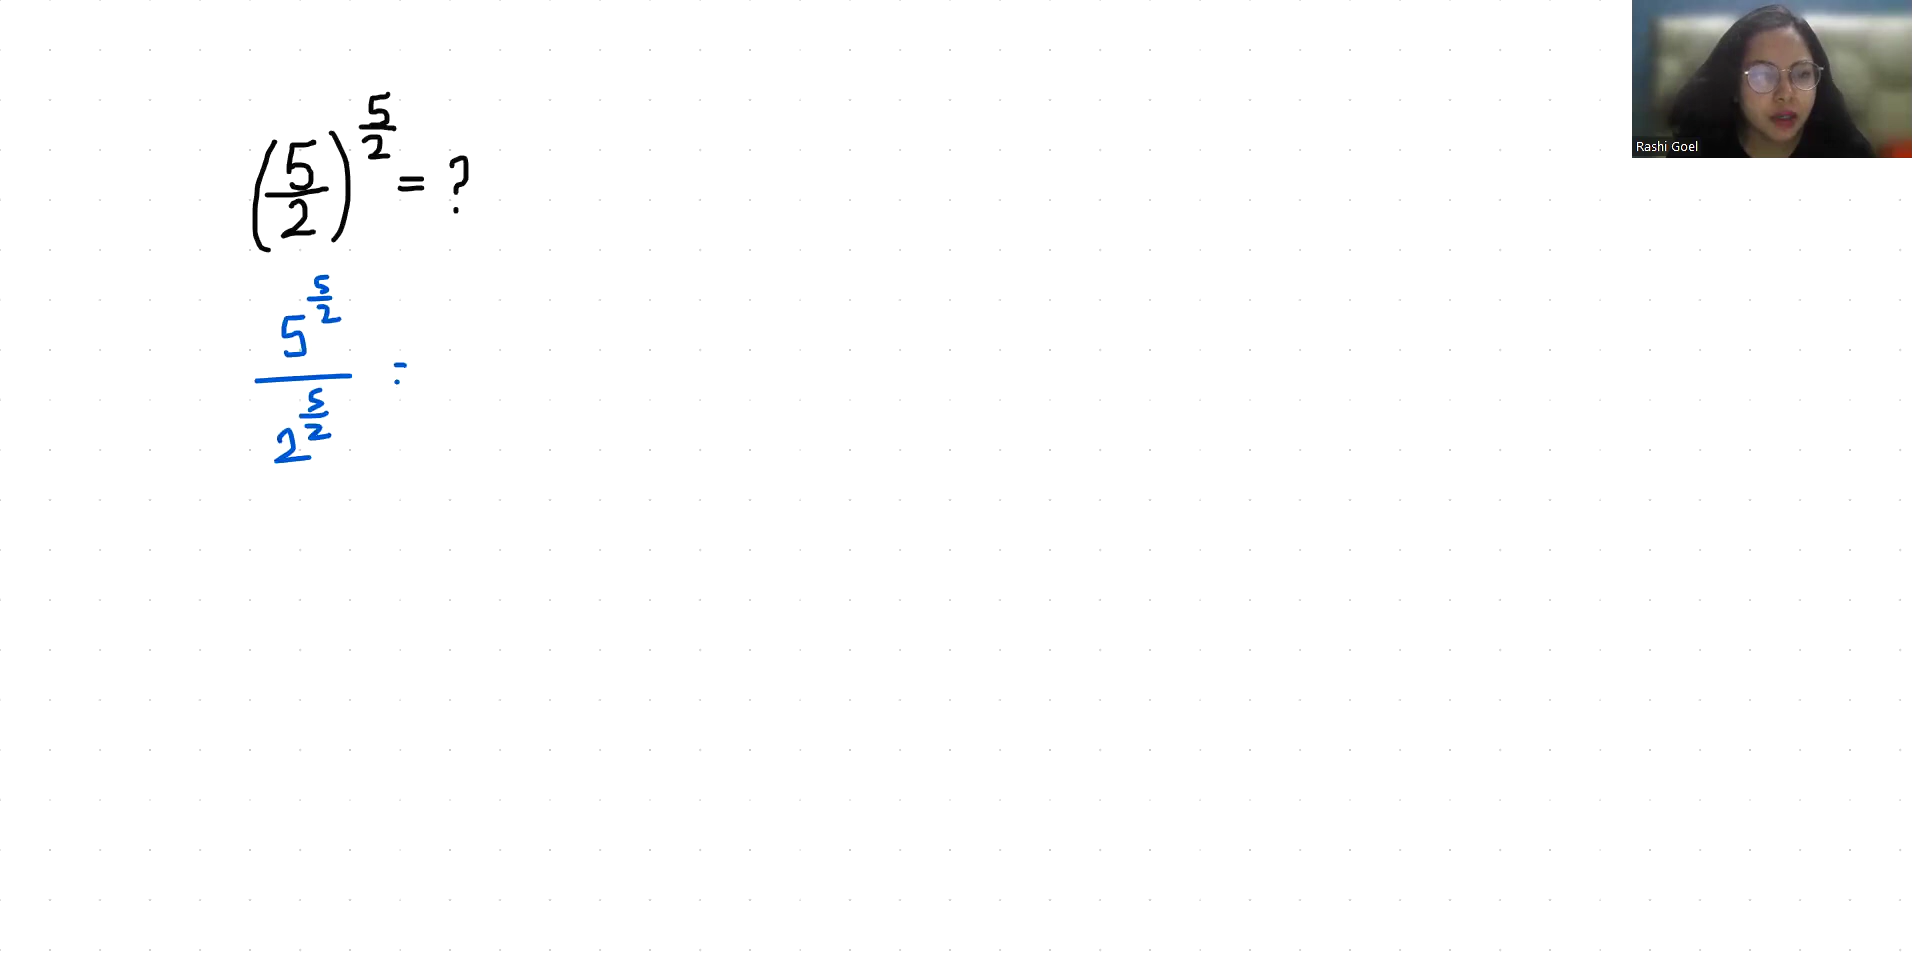 (5/2)^(5/2) = ?
5^(5/2) / 2^(5/2) =
Rashi Goel